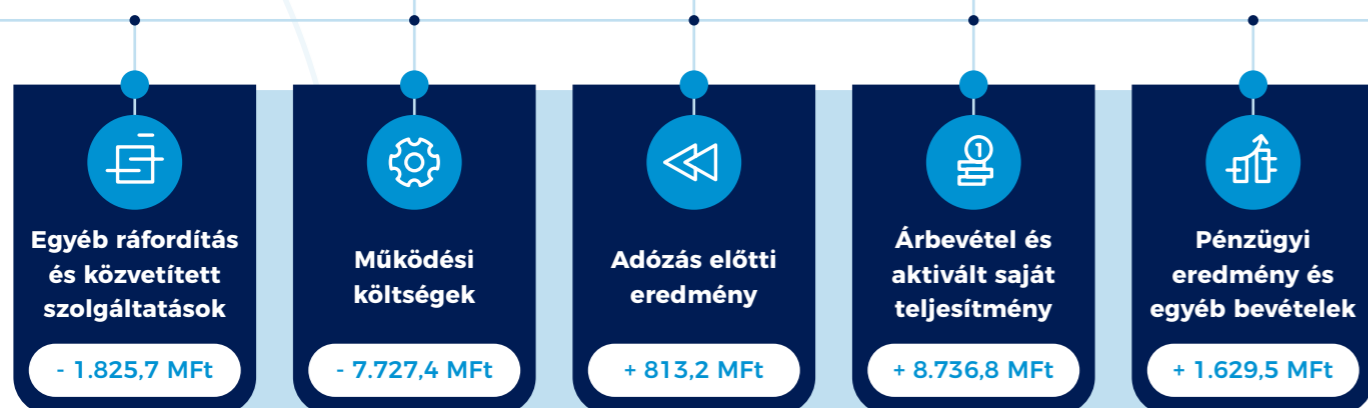 Egyéb ráfordítás
és közvetített
szolgáltatások
- 1.825,7 MFt
Működési
költségek
- 7.727,4 MFt
Adózás előtti
eredmény
+ 813,2 MFt
1
Árbevétel és
aktivált saját
teljesítmény
+ 8.736,8 MFt
Pénzügyi
eredmény és
egyéb bevételek
+ 1.629,5 MFt